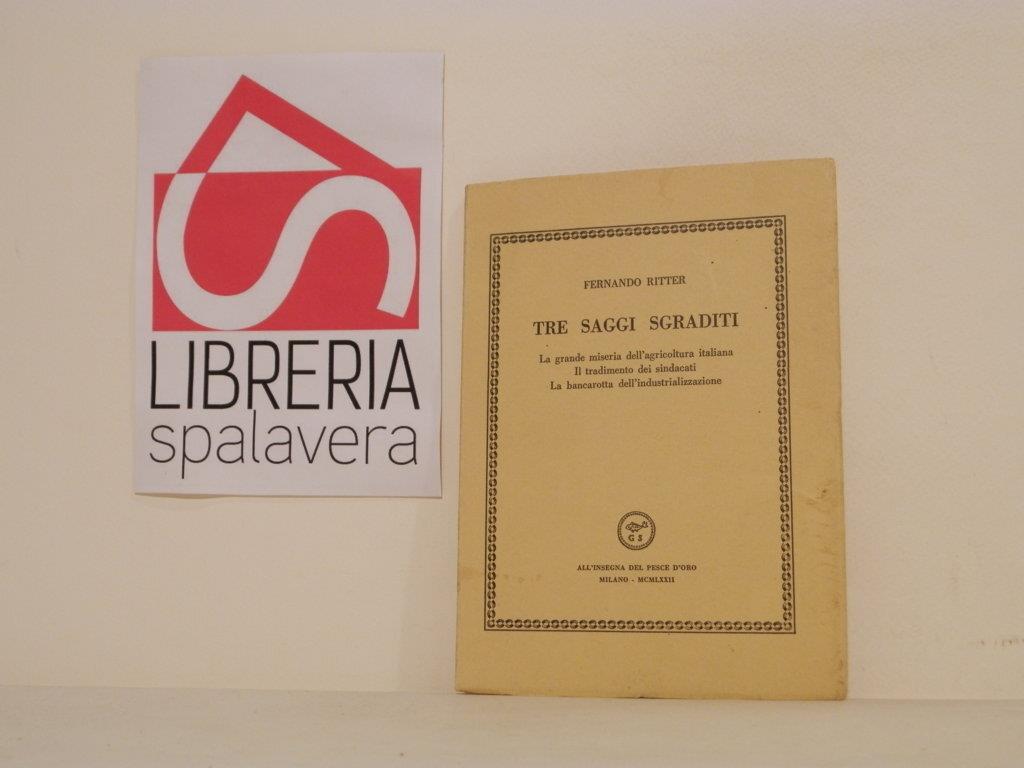 LIBRERIA
spalavera
FERNANDO RITTER
TRE SAGGI SGRADITI
La grande miseria dell'agricoltura italiana
Il tradimento dei sindacati
La bancarotta dell'industrializzazione
G S
ALL'INSEGNA DEL PESCE D'ORO
MILANO - MCMLXXII